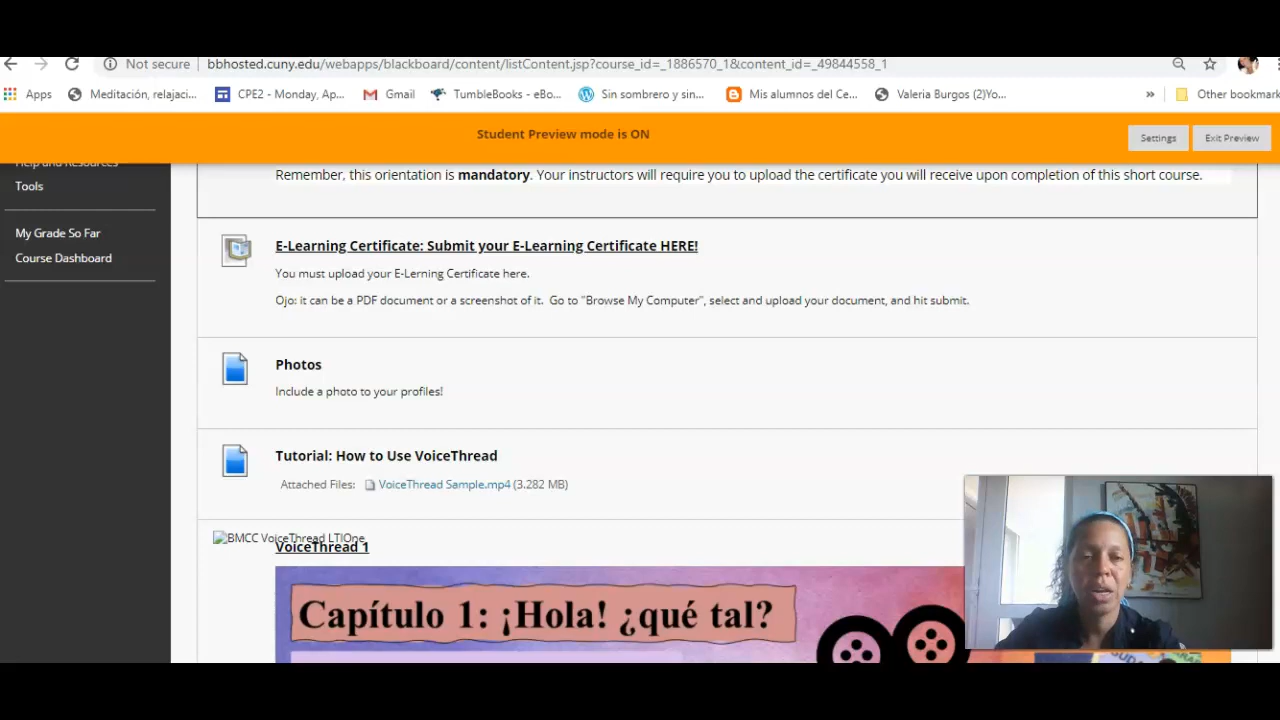 Not secure bbhosted.cuny.edu/webapps/blackboard/content/listContent.jsp?course_id=_1886570_1&content_id=_49844558_1
Apps Meditación, relajaci... CPE2 - Monday, Ap... Gmail TumbleBooks - eBo... Sin sombrero y sin... Mis alumnos del Ce... Valeria Burgos (2)Yo... » Other bookmark
Student Preview mode is ON
Settings Exit Preview
Help and Resources
Tools
My Grade So Far
Course Dashboard
Remember, this orientation is mandatory. Your instructors will require you to upload the certificate you will receive upon completion of this short course.
E-Learning Certificate: Submit your E-Learning Certificate HERE!
You must upload your E-Lerning Certificate here.
Ojo: it can be a PDF document or a screenshot of it. Go to "Browse My Computer", select and upload your document, and hit submit.
Photos
Include a photo to your profiles!
Tutorial: How to Use VoiceThread
Attached Files: VoiceThread Sample.mp4 (3.282 MB)
BMCC VoiceThread LTIOne
VoiceThread 1
Capítulo 1: ¡Hola! ¿qué tal?